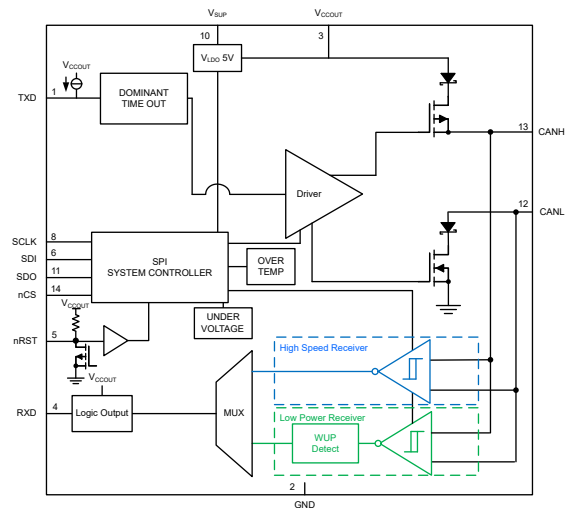 VSUP
VCCOUT
10
3
VLDO 5V
VCCOUT
TXD
1
DOMINANT
TIME OUT
13
CANH
Driver
12
CANL
SCLK
8
SDI
6
SDO
11
nCS
14
SPI
SYSTEM CONTROLLER
OVER
TEMP
UNDER
VOLTAGE
VCCOUT
nRST
5
VCCOUT
RXD
4
Logic Output
MUX
High Speed Receiver
Low Power Receiver
WUP
Detect
2
GND